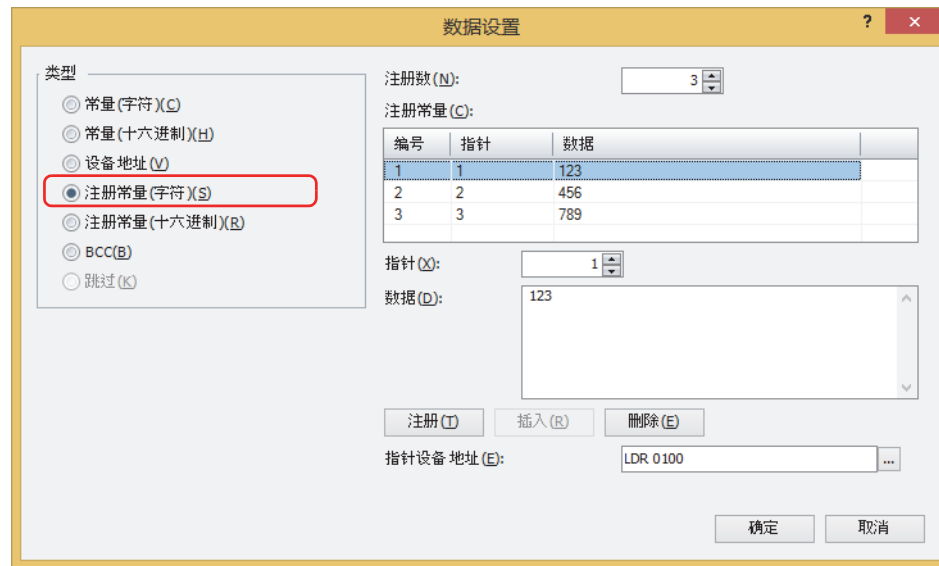 数据设置
?
×
类型
常量(字符)(C)
常量(十六进制)(H)
设备地址(V)
注册常量(字符)(S)
注册常量(十六进制)(R)
BCC(B)
跳过(K)
注册数(N):
3
注册常量(C):
编号 指针 数据
1 1 123
2 2 456
3 3 789
指针(X):
1
数据(D):
123
注册(T) 插入(R) 删除(E)
指针设备地址(E):
LDR 0100
...
确定 取消